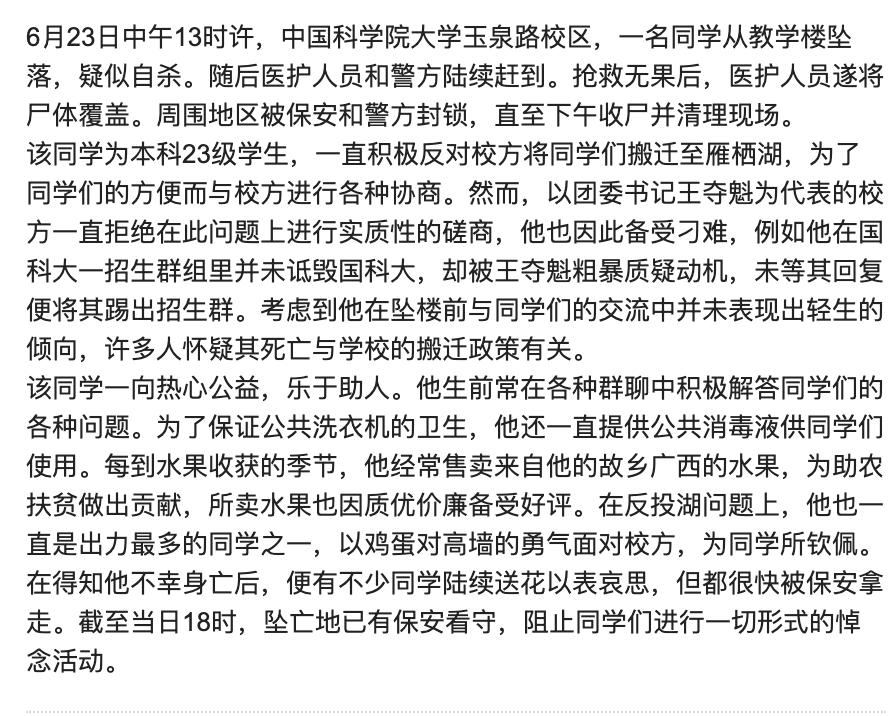 6月23日中午13时许，中国科学院大学玉泉路校区，一名同学从教学楼坠
落，疑似自杀。随后医护人员和警方陆续赶到。抢救无果后，医护人员遂将
尸体覆盖。周围地区被保安和警方封锁，直至下午收尸并清理现场。
该同学为本科23级学生，一直积极反对校方将同学们搬迁至雁栖湖，为了
同学们的方便而与校方进行各种协商。然而，以团委书记王夺魁为代表的校
方一直拒绝在此问题上进行实质性的磋商，他也因此备受刁难，例如他在国
科大一招生群组里并未诋毁国科大，却被王夺魁粗暴质疑动机，未等其回复
便将其踢出招生群。考虑到他在坠楼前与同学们的交流中并未表现出轻生的
倾向，许多人怀疑其死亡与学校的搬迁政策有关。
该同学一向热心公益，乐于助人。他生前常在各种群聊中积极解答同学们的
各种问题。为了保证公共洗衣机的卫生，他还一直提供公共消毒液供同学们
使用。每到水果收获的季节，他经常售卖来自他的故乡广西的水果，为助农
扶贫做出贡献，所卖水果也因质优价廉备受好评。在反投湖问题上，他也一
直是出力最多的同学之一，以鸡蛋对高墙的勇气面对校方，为同学所钦佩。
在得知他不幸身亡后，便有不少同学陆续送花以表哀思，但都很快被保安拿
走。截至当日18时，坠亡地已有保安看守，阻止同学们进行一切形式的悼
念活动。